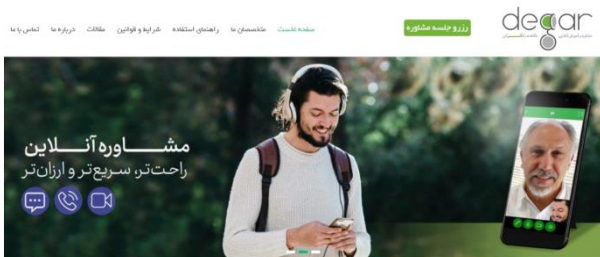 degar
رزرو جلسه مشاوره
صفحه نخست
متخصصان ما
راهنمای استفاده
شرایط و قوانین
مقالات
درباره ما
تماس با ما
مشاوره آنلاین
راحت‌تر، سریع‌تر و ارزان‌تر